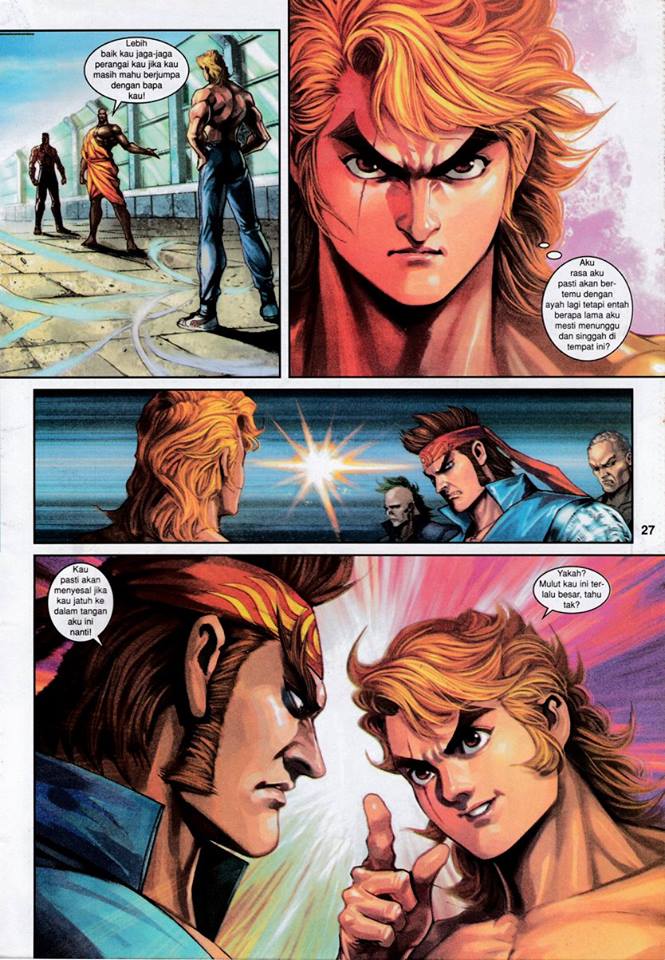 Lebih
baik kau jaga-jaga
perangai kau jika kau
masih mahu berjumpa
dengan bapa
kau!
Aku
rasa aku
pasti akan ber-
temu dengan
ayah lagi tetapi entah
berapa lama aku
mesti menunggu
dan singgah di
tempat ini?
27
Kau
pasti akan
menyesal jika
kau jatuh ke
dalam tangan
aku ini
nanti!
Yakah?
Mulut kau ini ter-
lalu besar, tahu
tak?